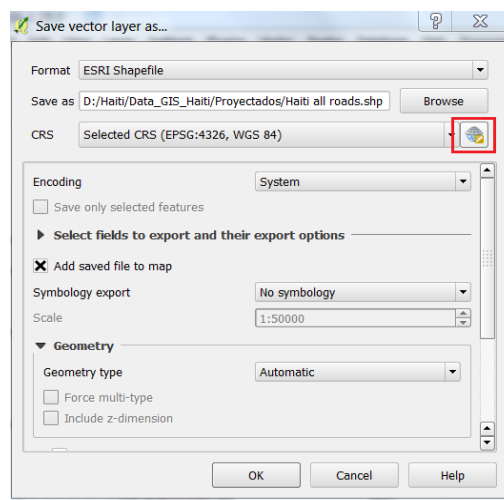 Save vector layer as...
Format ESRI Shapefile
Save as D:/Haiti/Data_GIS_Haiti/Proyectados/Haiti all roads.shp Browse
CRS Selected CRS (EPSG:4326, WGS 84)
Encoding System
Save only selected features
Select fields to export and their export options
Add saved file to map
Symbology export No symbology
Scale 1:50000
Geometry
Geometry type Automatic
Force multi-type
Include z-dimension
OK Cancel Help